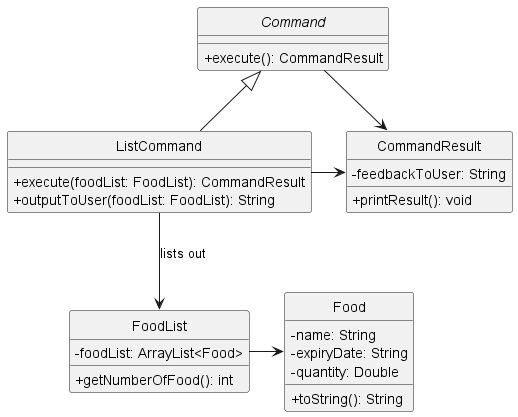 Command
+execute(): CommandResult
ListCommand
+execute(foodList: FoodList): CommandResult
+outputToUser(foodList: FoodList): String
CommandResult
-feedbackToUser: String
+printResult(): void
lists out
FoodList
-foodList: ArrayList<Food>
+getNumberOfFood(): int
Food
-name: String
-expiryDate: String
-quantity: Double
+toString(): String